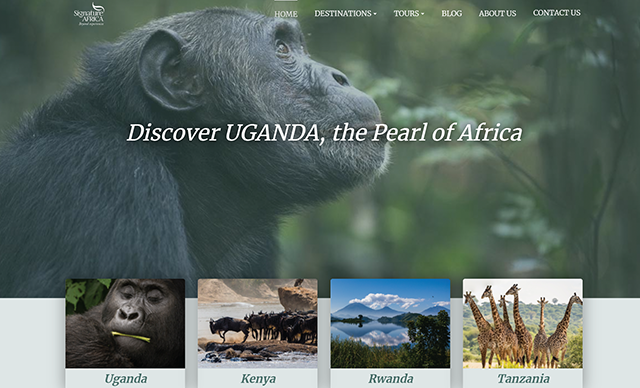 Signature
AFRICA
HOME DESTINATIONS TOURS BLOG ABOUT US CONTACT US
Discover UGANDA, the Pearl of Africa
Uganda Kenya Rwanda Tanzania